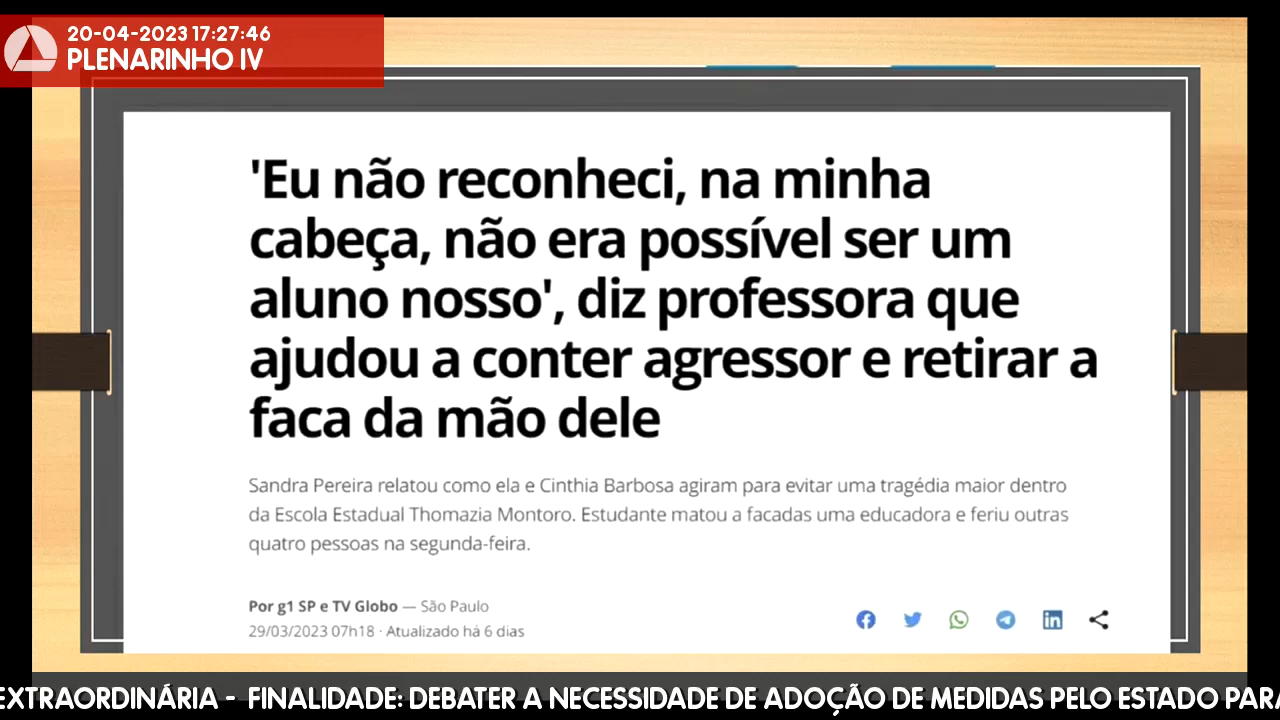 20-04-2023 17:27:46
PLENARINHO IV
'Eu não reconheci, na minha
cabeça, não era possível ser um
aluno nosso', diz professora que
ajudou a conter agressor e retirar a
faca da mão dele
Sandra Pereira relatou como ela e Cinthia Barbosa agiram para evitar uma tragédia maior dentro
da Escola Estadual Thomazia Montoro. Estudante matou a facadas uma educadora e feriu outras
quatro pessoas na segunda-feira.
Por g1 SP e TV Globo — São Paulo
29/03/2023 07h18 · Atualizado há 6 dias
EXTRAORDINÁRIA - FINALIDADE: DEBATER A NECESSIDADE DE ADOÇÃO DE MEDIDAS PELO ESTADO PARA